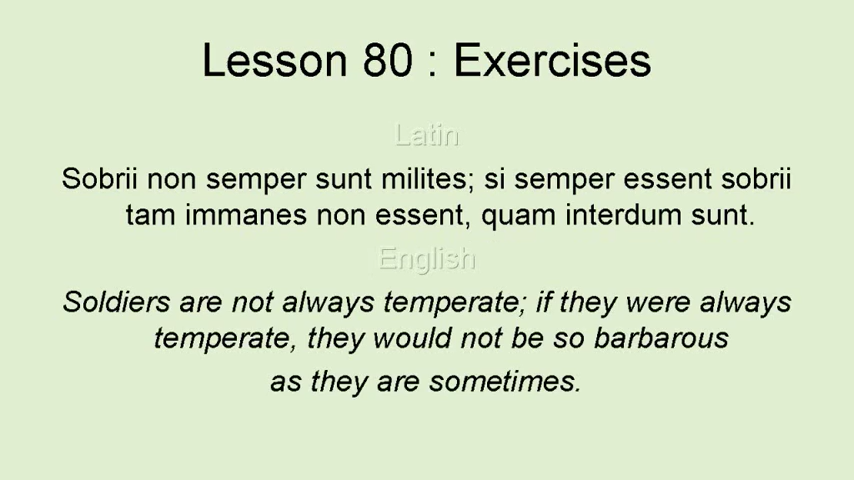 Lesson 80 : Exercises
Latin
Sobrii non semper sunt milites; si semper essent sobrii
tam immanes non essent, quam interdum sunt.
English
Soldiers are not always temperate; if they were always
temperate, they would not be so barbarous
as they are sometimes.